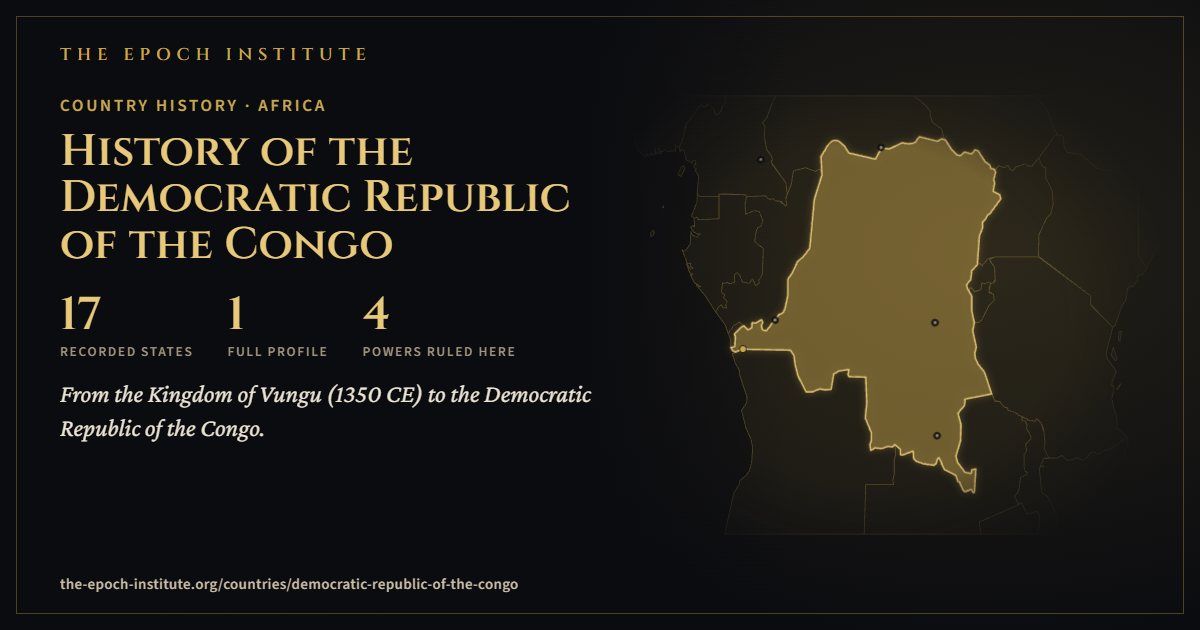 THE EPOCH INSTITUTE
COUNTRY HISTORY · AFRICA
History of the
Democratic Republic
of the Congo
17
RECORDED STATES
1
FULL PROFILE
4
POWERS RULED HERE
From the Kingdom of Vungu (1350 CE) to the Democratic
Republic of the Congo.
the-epoch-institute.org/countries/democratic-republic-of-the-congo